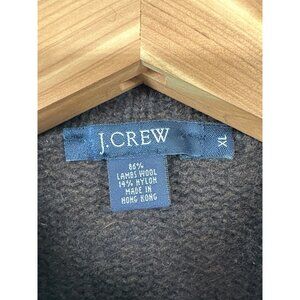 J.CREW
XL
86%
LAMBS WOOL
14% NYLON
MADE IN
HONG KONG